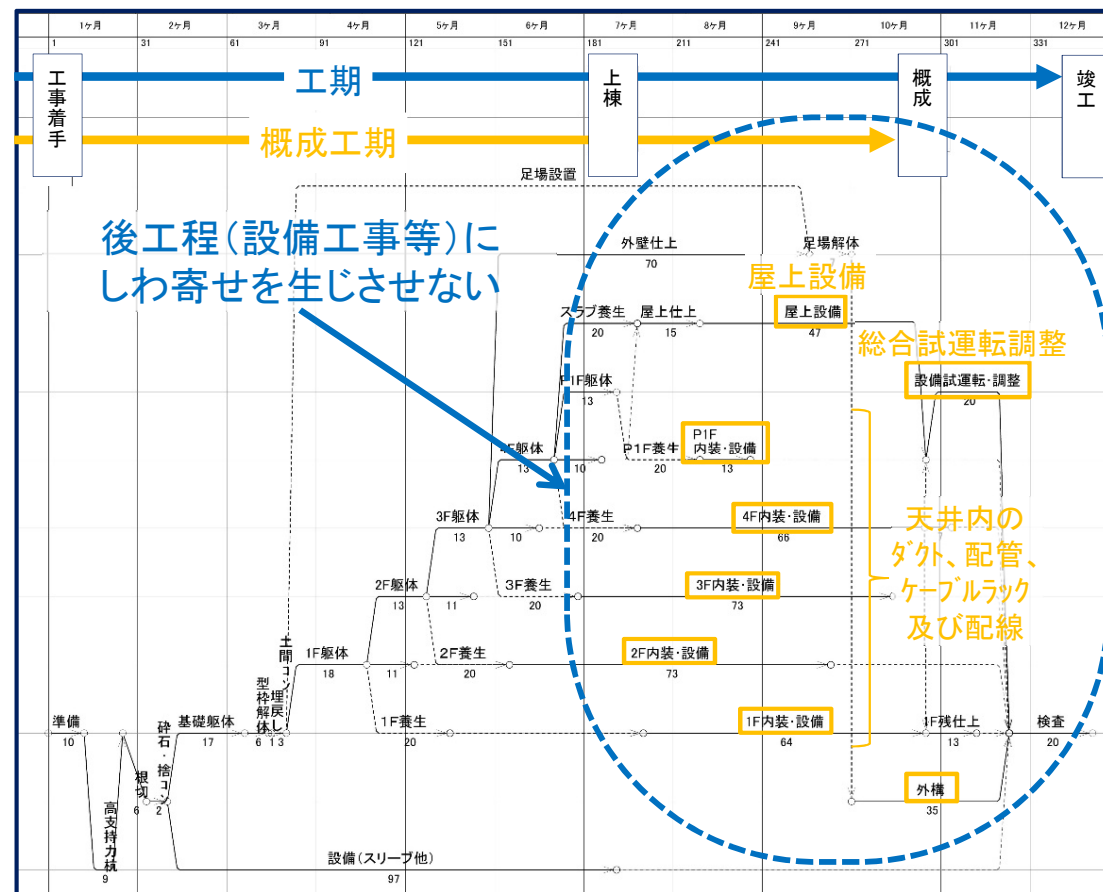 1ヶ月 2ヶ月 3ヶ月 4ヶ月 5ヶ月 6ヶ月 7ヶ月 8ヶ月 9ヶ月 10ヶ月 11ヶ月 12ヶ月
1 31 61 91 121 151 181 211 241 271 301 331
工事着手
工期
上棟
概成
竣工
概成工期
足場設置
後工程(設備工事等)に
しわ寄せを生じさせない
外壁仕上
70
足場解体
7
屋上設備
スラブ養生
20
屋上仕上
15
屋上設備
47
総合試運転調整
P1F躯体
13
設備試運転・調整
20
4F躯体
13
10
P1F養生
20
P1F
内装・設備
13
3F躯体
13
10
4F養生
20
4F内装・設備
66
天井内の
ダクト、配管、
ケーブルラック
及び配線
2F躯体
13
11
3F養生
20
3F内装・設備
73
1F躯体
18
11
2F養生
20
2F内装・設備
73
準備
10
高支持力杭
9
根切
6
砕石・捨コン
2
基礎躯体
17
型枠解体
6
埋戻し
1
土間コン
3
1F養生
20
1F内装・設備
64
1F残仕上
13
検査
20
外構
35
設備(スリーブ他)
97